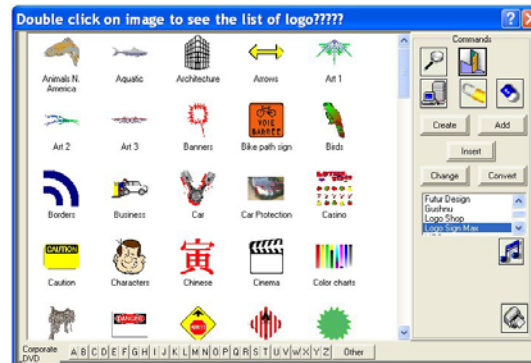 Double click on image to see the list of logo?????
Commands
Animals N. America
Aquatic
Architecture
Arrows
Art 1
Art 2
Art 3
Banners
VOIE
BARRÉE
Bike path sign
Birds
Create
Add
Insert
Change
Convert
Borders
Business
Car
Car Protection
Casino
Futur Design
Gushnu
Logo Shop
Logo Sign Max
CAUTION
Caution
Characters
寅
Chinese
Cinema
Color charts
DANGER
Corporate DVD
A B C D E F G H I J K L M N O P Q R S T U V W X Y Z Other